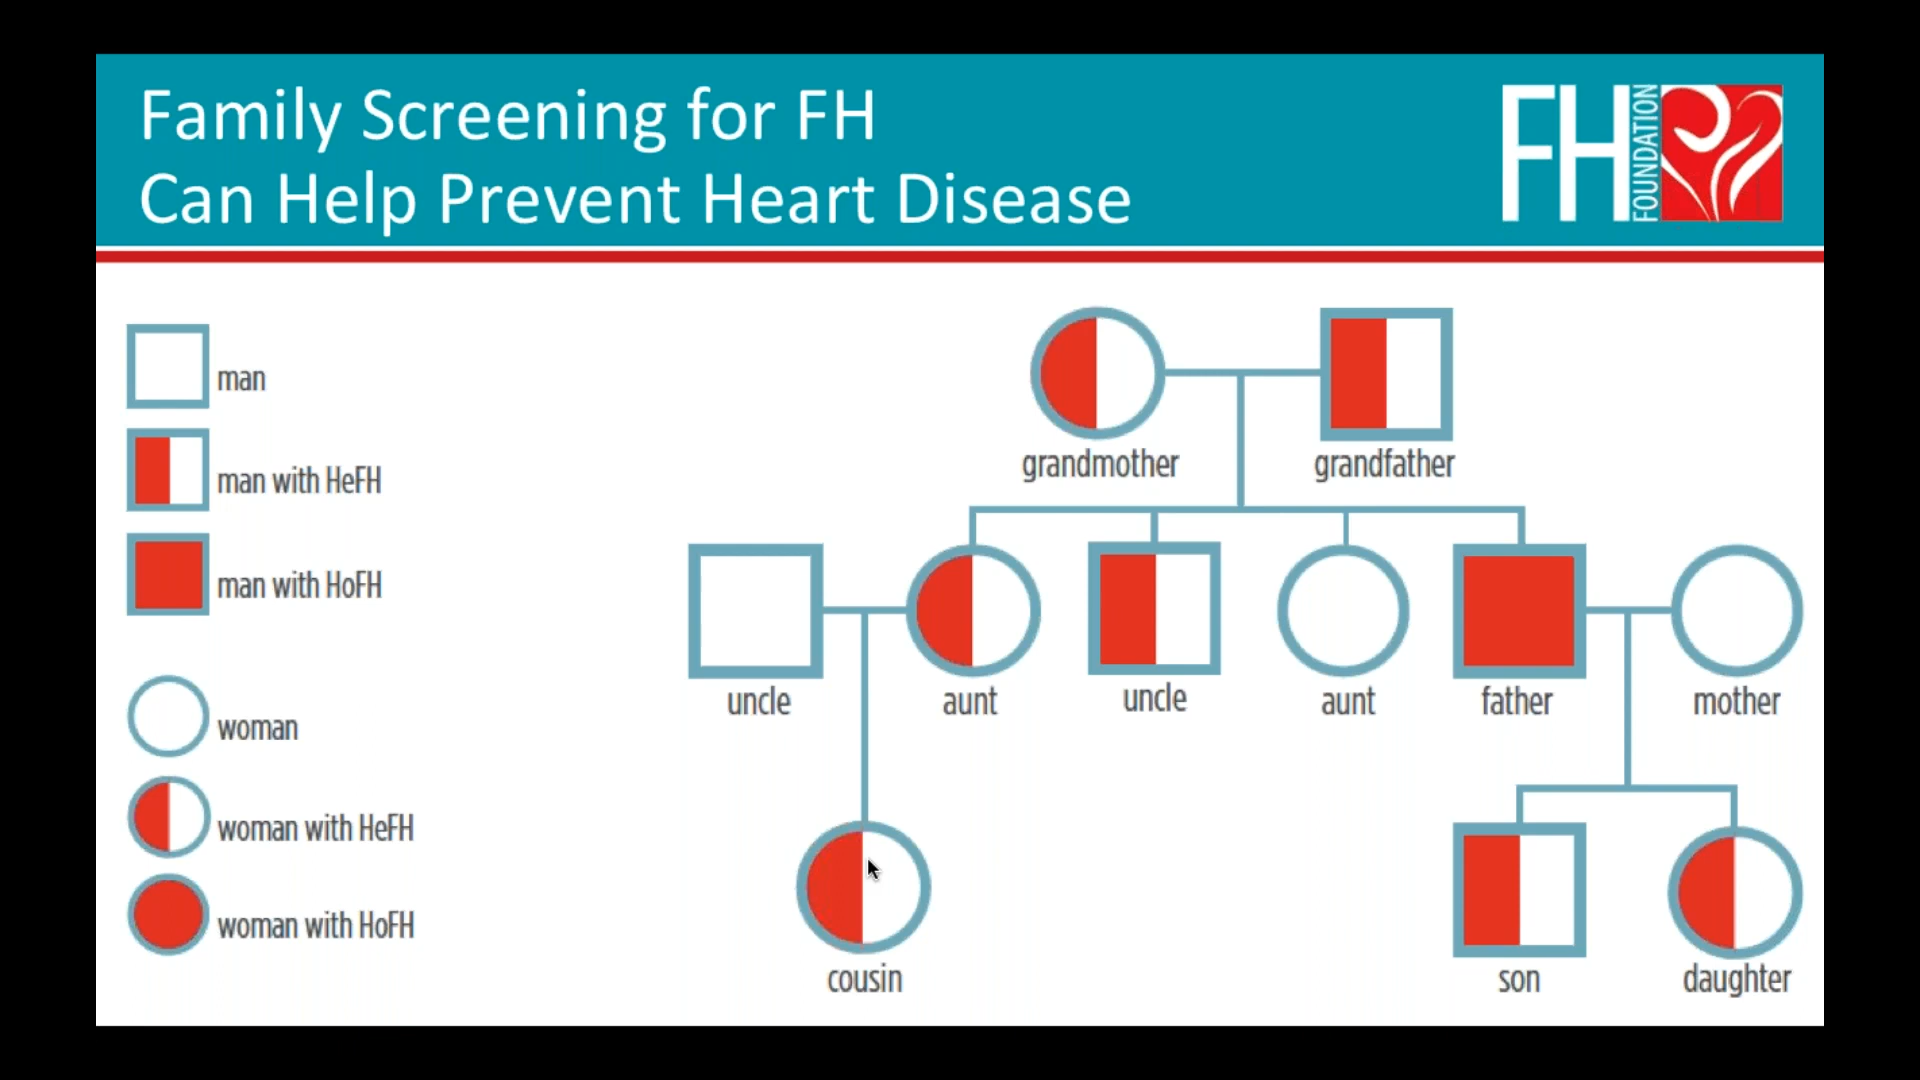 Family Screening for FH
Can Help Prevent Heart Disease
FH FOUNDATION
man
man with HeFH
man with HoFH
woman
woman with HeFH
woman with HoFH
grandmother grandfather
uncle aunt uncle aunt father mother
cousin son daughter